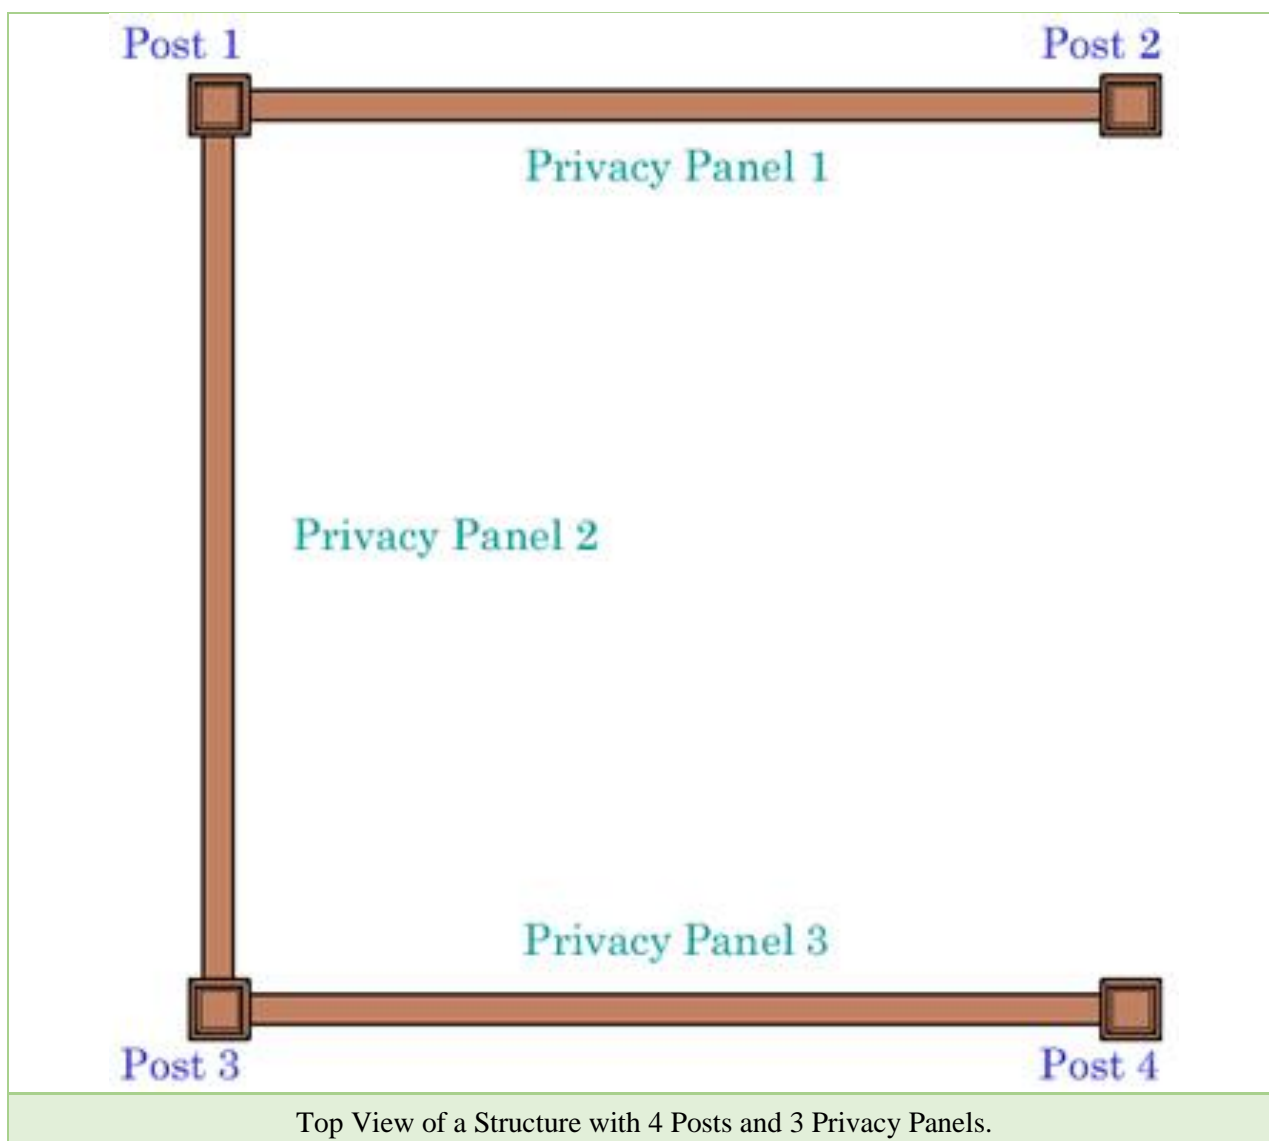 Post 1
Post 2
Privacy Panel 1
Privacy Panel 2
Privacy Panel 3
Post 3
Post 4
Top View of a Structure with 4 Posts and 3 Privacy Panels.